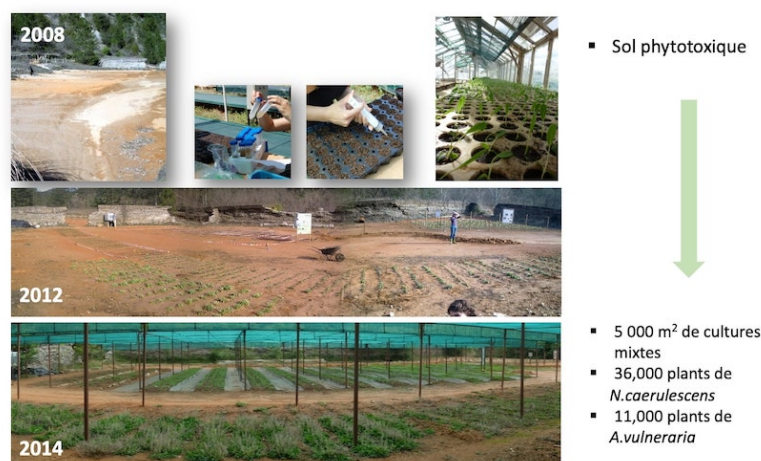 2008
▪ Sol phytotoxique
2012
2014
▪ 5 000 m² de cultures
mixtes
▪ 36,000 plants de
N.caerulescens
▪ 11,000 plants de
A.vulneraria